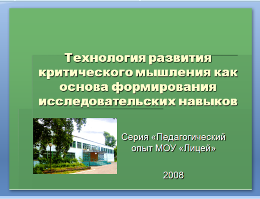 Технология развития
критического мышления как
основа формирования
исследовательских навыков
Серия «Педагогический
опыт МОУ «Лицей»
2008